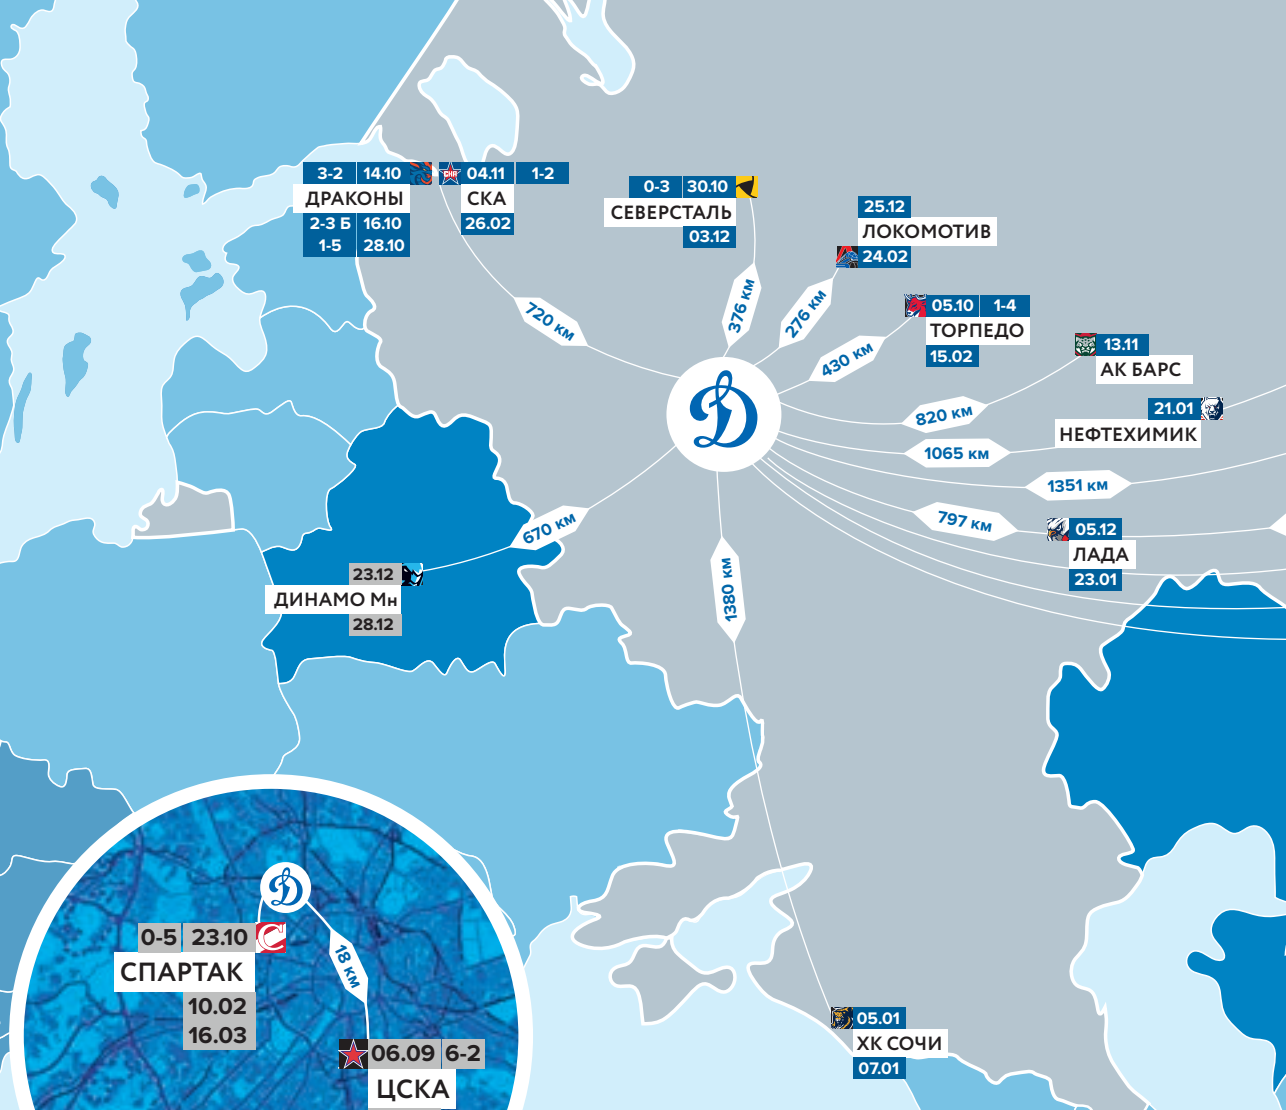 3-2 14.10
ДРАКОНЫ
2-3 Б 16.10
1-5 28.10
СКА 04.11 1-2
СКА
26.02
0-3 30.10
СЕВЕРСТАЛЬ
03.12
25.12
ЛОКОМОТИВ
24.02
05.10 1-4
ТОРПЕДО
15.02
13.11
АК БАРС
21.01
НЕФТЕХИМИК
720 км
376 км
276 км
430 км
820 км
1065 км
1351 км
797 км
670 км
1380 км
Д
05.12
ЛАДА
23.01
23.12
ДИНАМО Мн
28.12
Д
0-5 23.10
СПАРТАК
10.02
16.03
18 км
06.09 6-2
ЦСКА
05.01
ХК СОЧИ
07.01